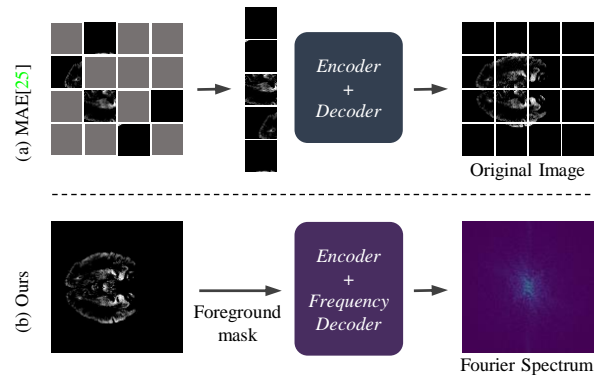 (a) MAE[25]
Encoder
+
Decoder
Original Image
(b) Ours
Foreground
mask
Encoder
+
Frequency
Decoder
Fourier Spectrum